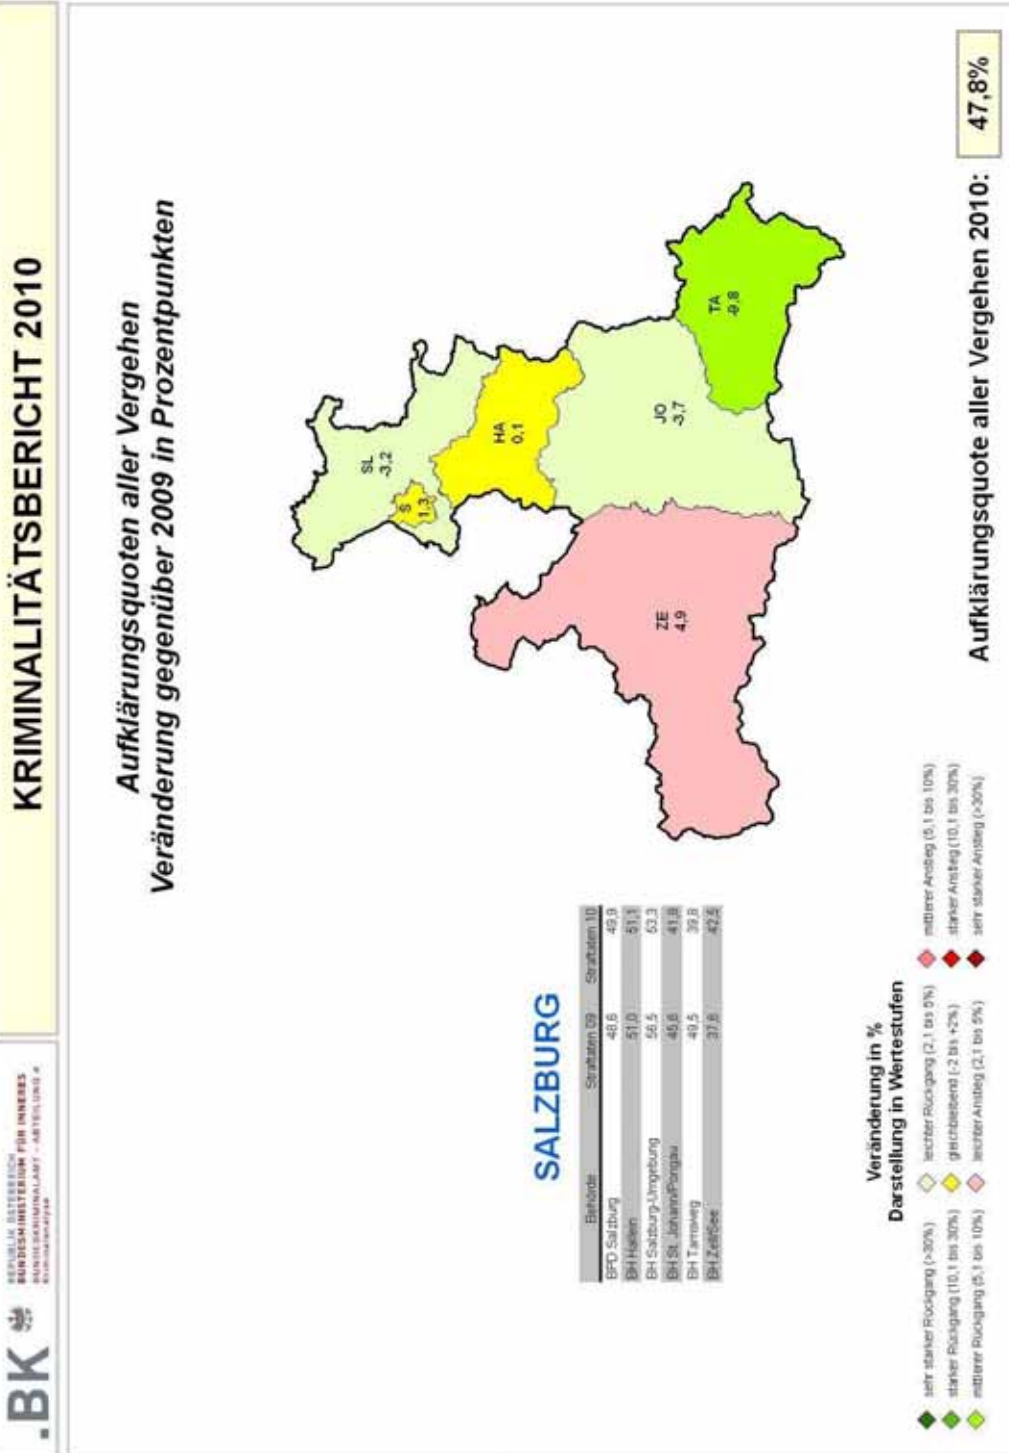 .BK
REPUBLIK ÖSTERREICH
BUNDESMINISTERIUM FÜR INNERES
BUNDESKRIMINALAMT - ABTEILUNG 4
Kriminalanalyse
KRIMINALITÄTSBERICHT 2010
Aufklärungsquoten aller Vergehen
Veränderung gegenüber 2009 in Prozentpunkten
SALZBURG
Behörde Straftaten 09 Straftaten 10
BPD Salzburg 48,6 49,9
BH Hallein 51,0 51,1
BH Salzburg-Umgebung 56,5 53,3
BH St. Johann/Pongau 45,6 41,8
BH Tamsweg 49,5 39,8
BH Zell/See 37,6 42,5
SL
-3,2
S
1,3
HA
0,1
JO
-3,7
TA
-9,8
ZE
4,9
Veränderung in %
Darstellung in Wertestufen
sehr starker Rückgang (>30%)
starker Rückgang (10,1 bis 30%)
mittlerer Rückgang (5,1 bis 10%)
leichter Rückgang (2,1 bis 5%)
gleichbleibend (-2 bis +2%)
leichter Anstieg (2,1 bis 5%)
mittlerer Anstieg (5,1 bis 10%)
starker Anstieg (10,1 bis 30%)
sehr starker Anstieg (>30%)
Aufklärungsquote aller Vergehen 2010: 47,8%